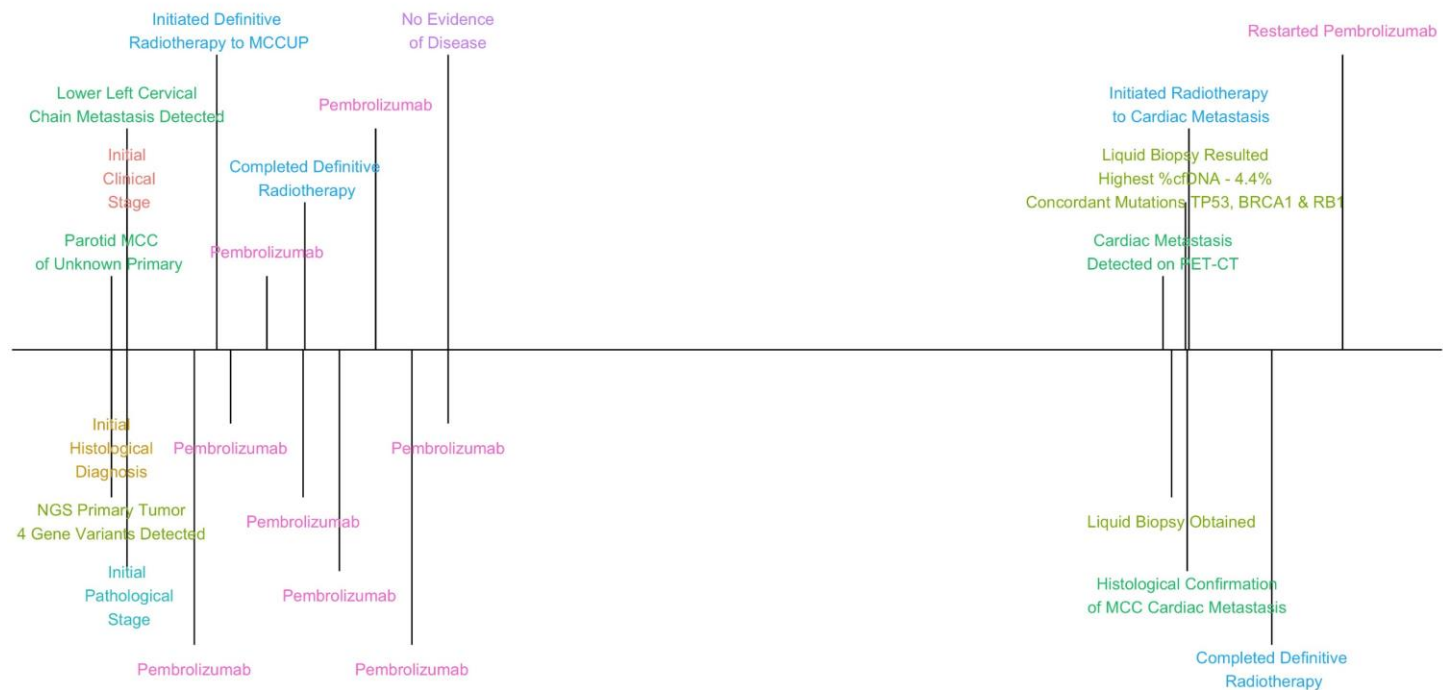 Initiated Definitive
Radiotherapy to MCCUP
No Evidence
of Disease
Restarted Pembrolizumab
Lower Left Cervical
Chain Metastasis Detected
Pembrolizumab
Initiated Radiotherapy
to Cardiac Metastasis
Initial
Clinical
Stage
Completed Definitive
Radiotherapy
Liquid Biopsy Resulted
Highest %cfDNA - 4.4%
Concordant Mutations TP53, BRCA1 & RB1
Parotid MCC
of Unknown Primary
Pembrolizumab
Cardiac Metastasis
Detected on PET-CT
Initial
Histological
Diagnosis
Pembrolizumab
Pembrolizumab
NGS Primary Tumor
4 Gene Variants Detected
Pembrolizumab
Liquid Biopsy Obtained
Initial
Pathological
Stage
Pembrolizumab
Histological Confirmation
of MCC Cardiac Metastasis
Pembrolizumab
Pembrolizumab
Completed Definitive
Radiotherapy